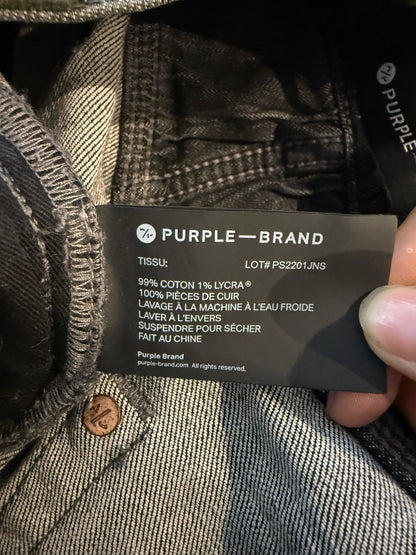 PURPLE
PURPLE—BRAND
TISSU: LOT# PS2201JNS
99% COTON 1% LYCRA®
100% PIÈCES DE CUIR
LAVAGE À LA MACHINE À L'EAU FROIDE
LAVER À L'ENVERS
SUSPENDRE POUR SÉCHER
FAIT AU CHINE
Purple Brand
purple-brand.com All rights reserved.